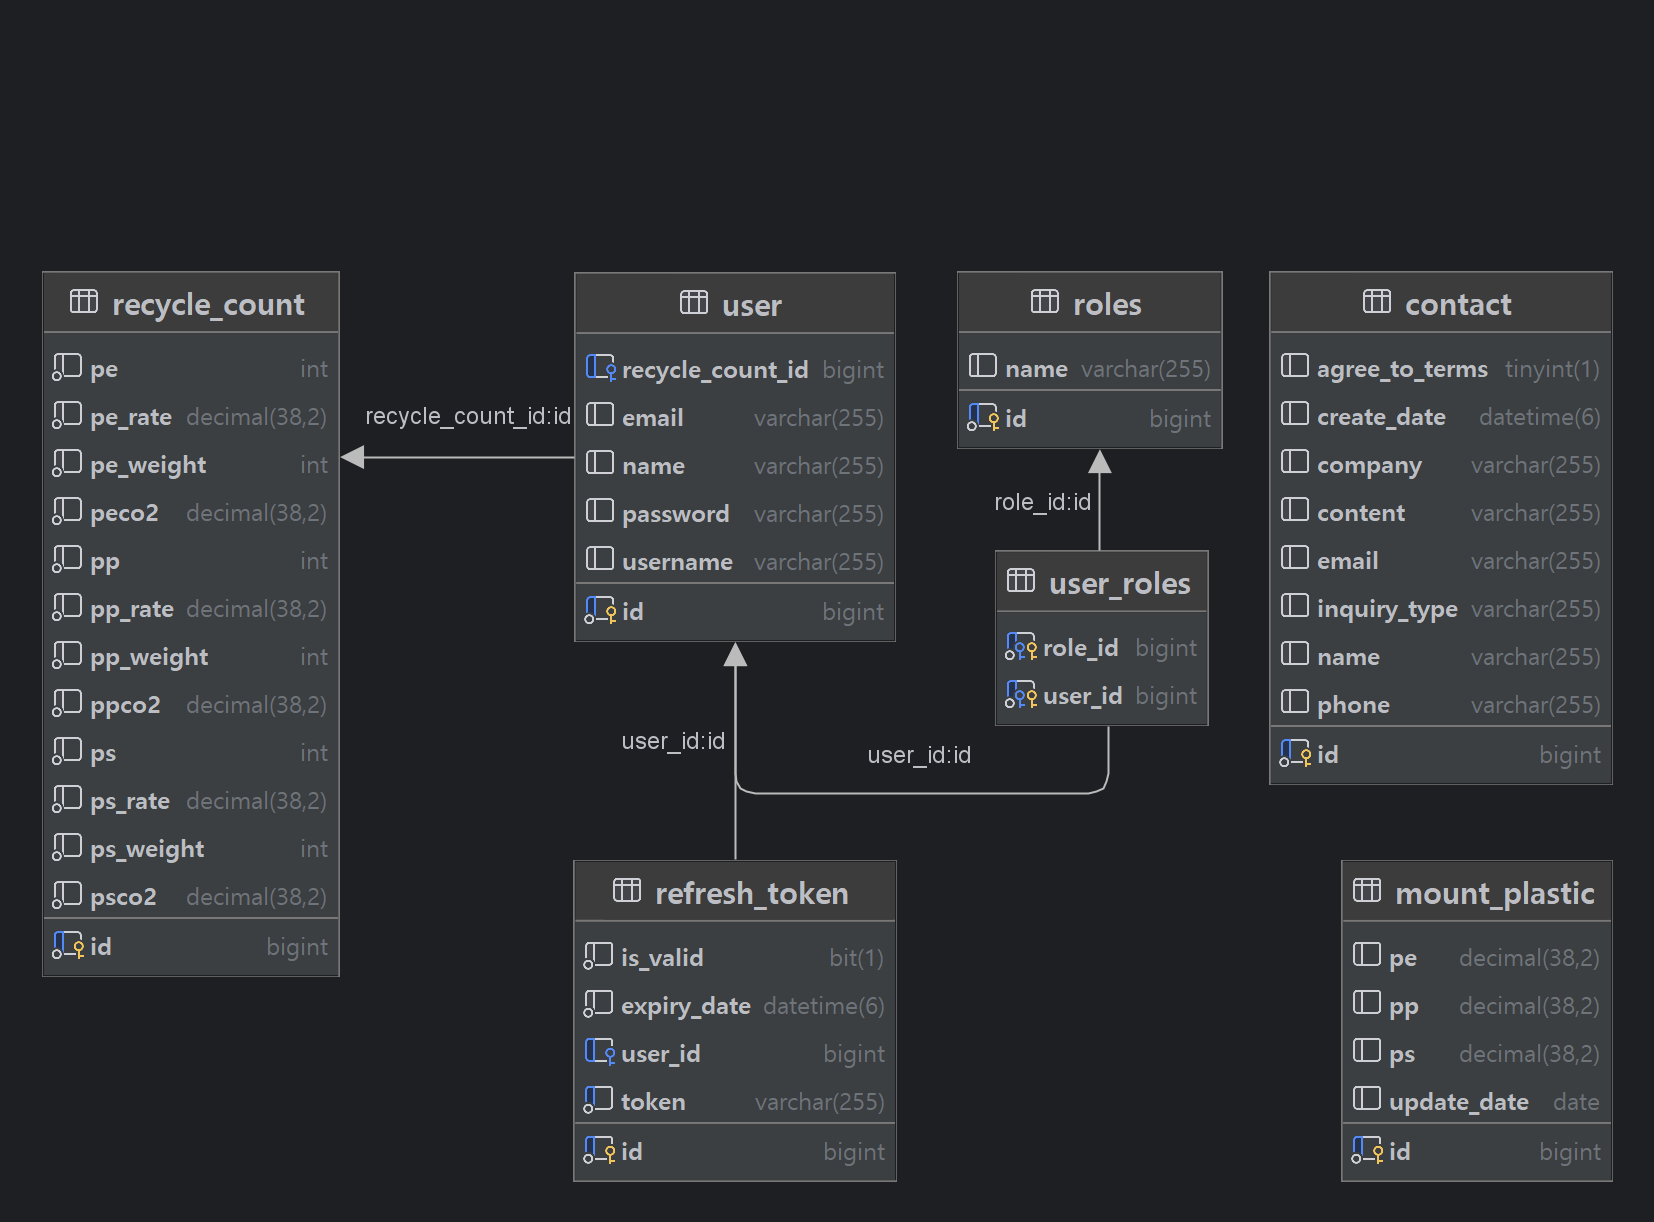 recycle_count
pe int
pe_rate decimal(38,2)
pe_weight int
peco2 decimal(38,2)
pp int
pp_rate decimal(38,2)
pp_weight int
ppco2 decimal(38,2)
ps int
ps_rate decimal(38,2)
ps_weight int
psco2 decimal(38,2)
id bigint
recycle_count_id:id
user
recycle_count_id bigint
email varchar(255)
name varchar(255)
password varchar(255)
username varchar(255)
id bigint
roles
name varchar(255)
id bigint
role_id:id
user_roles
role_id bigint
user_id bigint
user_id:id
user_id:id
contact
agree_to_terms tinyint(1)
create_date datetime(6)
company varchar(255)
content varchar(255)
email varchar(255)
inquiry_type varchar(255)
name varchar(255)
phone varchar(255)
id bigint
refresh_token
is_valid bit(1)
expiry_date datetime(6)
user_id bigint
token varchar(255)
id bigint
mount_plastic
pe decimal(38,2)
pp decimal(38,2)
ps decimal(38,2)
update_date date
id bigint